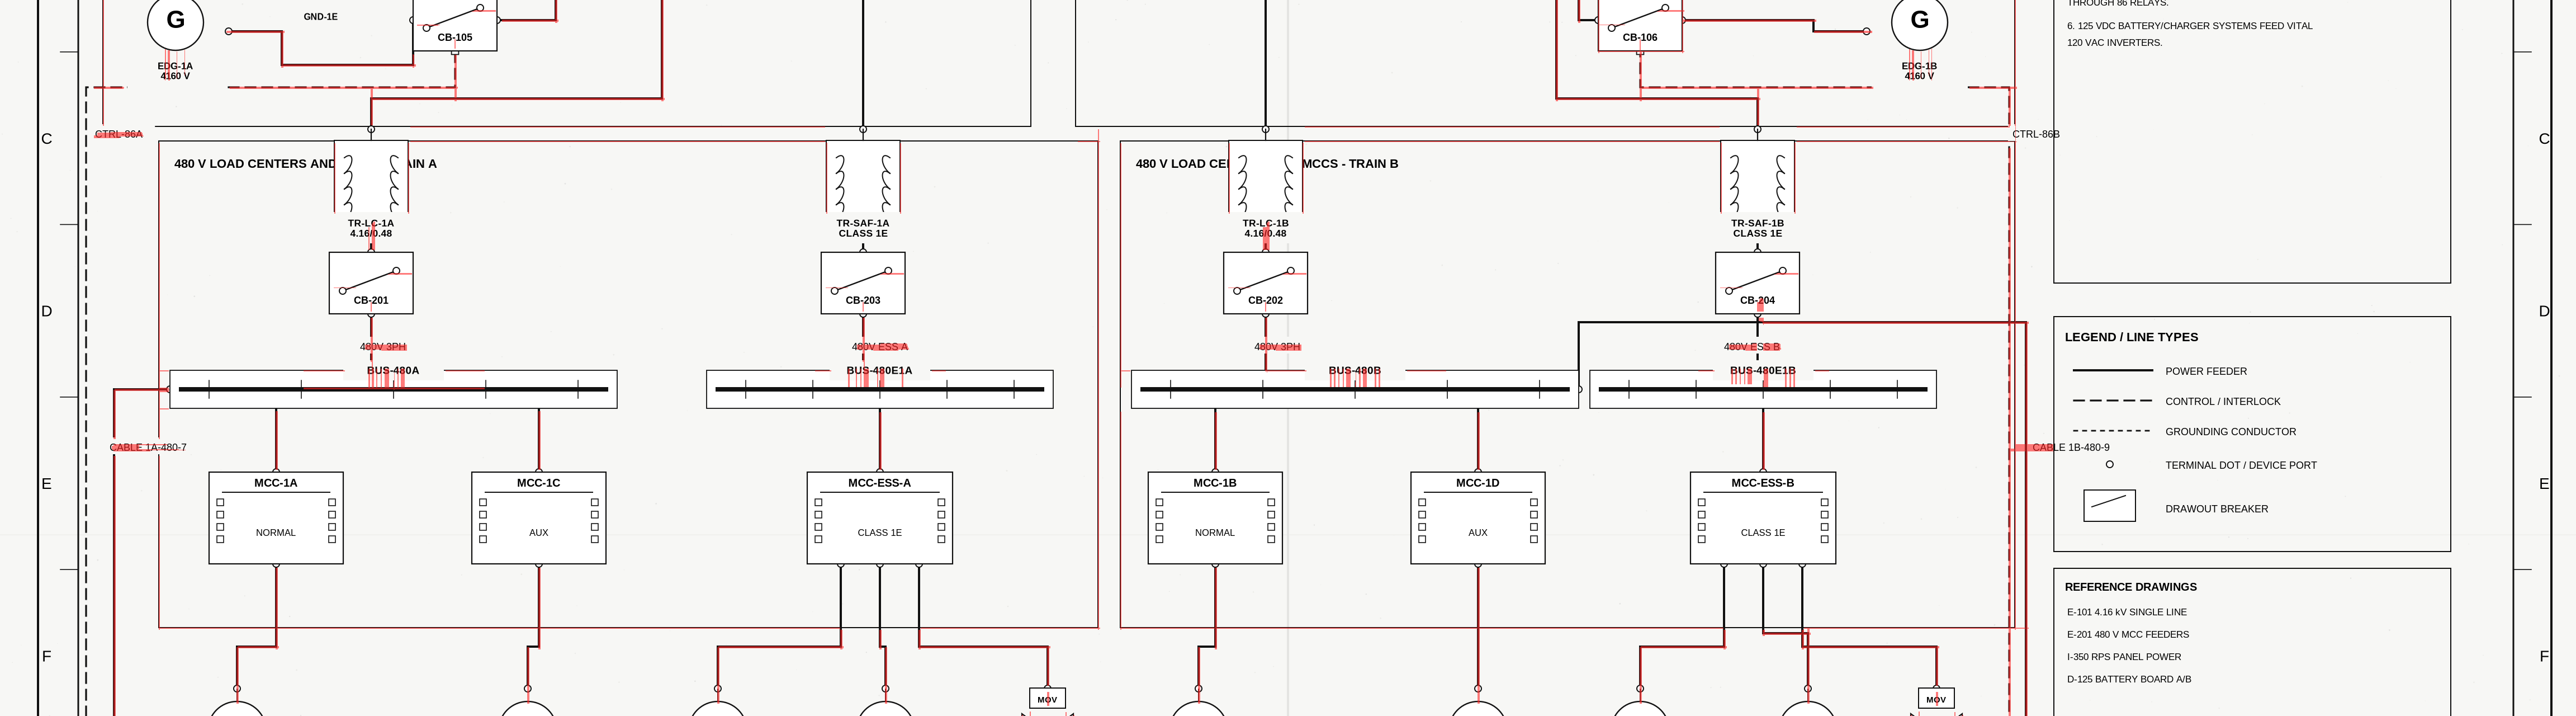 G
EDG-1A
4160 V
GND-1E
CB-105
CB-106
G
EDG-1B
4160 V
THROUGH 86 RELAYS.
6. 125 VDC BATTERY/CHARGER SYSTEMS FEED VITAL
120 VAC INVERTERS.
C
CTRL-86A
CTRL-86B
C
480 V LOAD CENTERS AND
AIN A
480 V LOAD
MCCS - TRAIN B
TR-LC-1A
4.16/0.48
TR-SAF-1A
CLASS 1E
TR-LC-1B
4.16/0.48
TR-SAF-1B
CLASS 1E
D
CB-201
CB-203
CB-202
CB-204
D
480V 3PH
480V ESS A
480V 3PH
480V ESS B
BUS-480A
BUS-480E1A
BUS-480B
BUS-480E1B
LEGEND / LINE TYPES
POWER FEEDER
CONTROL / INTERLOCK
GROUNDING CONDUCTOR
TERMINAL DOT / DEVICE PORT
DRAWOUT BREAKER
CABLE 1A-480-7
CABLE 1B-480-9
E
MCC-1A
NORMAL
MCC-1C
AUX
MCC-ESS-A
CLASS 1E
MCC-1B
NORMAL
MCC-1D
AUX
MCC-ESS-B
CLASS 1E
E
REFERENCE DRAWINGS
E-101 4.16 kV SINGLE LINE
E-201 480 V MCC FEEDERS
I-350 RPS PANEL POWER
D-125 BATTERY BOARD A/B
F
MOV
MOV
F